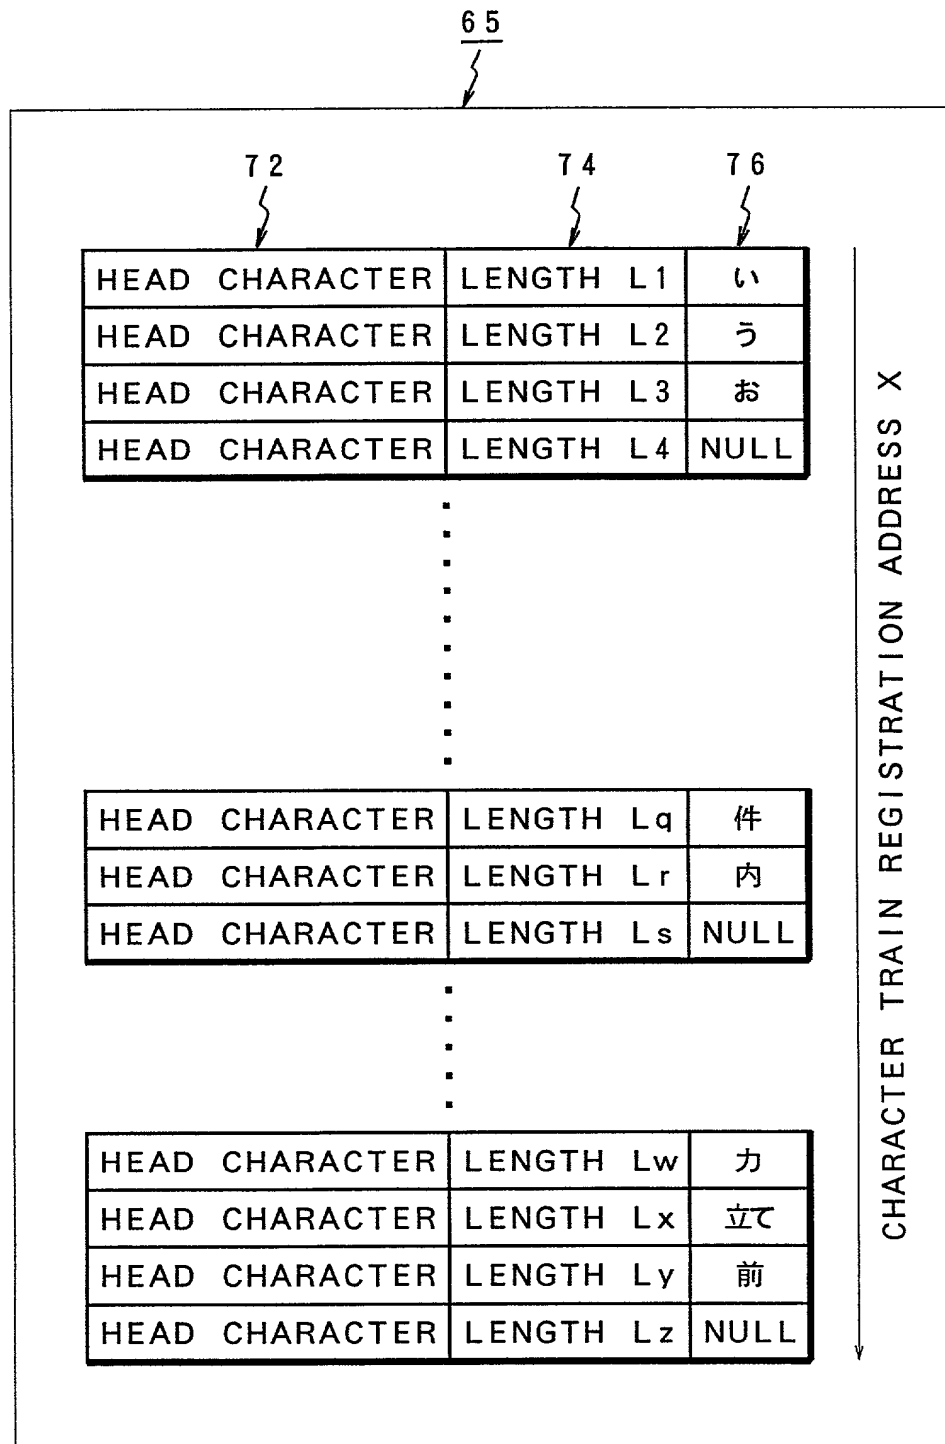 65
72 74 76
HEAD CHARACTER LENGTH L1 い
HEAD CHARACTER LENGTH L2 う
HEAD CHARACTER LENGTH L3 お
HEAD CHARACTER LENGTH L4 NULL
HEAD CHARACTER LENGTH Lq 件
HEAD CHARACTER LENGTH Lr 内
HEAD CHARACTER LENGTH Ls NULL
HEAD CHARACTER LENGTH Lw 力
HEAD CHARACTER LENGTH Lx 立て
HEAD CHARACTER LENGTH Ly 前
HEAD CHARACTER LENGTH Lz NULL
CHARACTER TRAIN REGISTRATION ADDRESS X